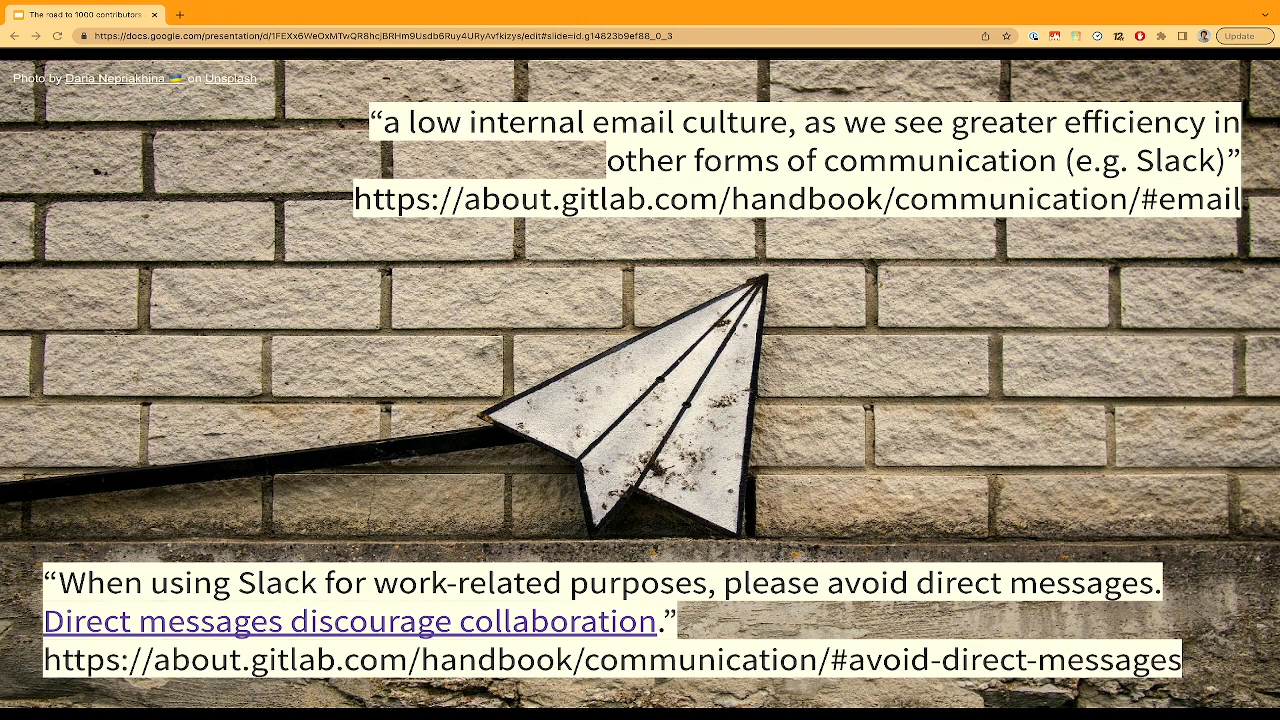 The road to 1000 contributors
https://docs.google.com/presentation/d/1FEXx6WeOxMTwQR8hcJBRHm9Usdb6Ruy4URyAvfkizys/edit#slide=id.g14823b9ef88_0_3
Update
Photo by Daria Nepriakhina 🇺🇦 on Unsplash
“a low internal email culture, as we see greater efficiency in
other forms of communication (e.g. Slack)”
https://about.gitlab.com/handbook/communication/#email
“When using Slack for work-related purposes, please avoid direct messages.
Direct messages discourage collaboration.”
https://about.gitlab.com/handbook/communication/#avoid-direct-messages